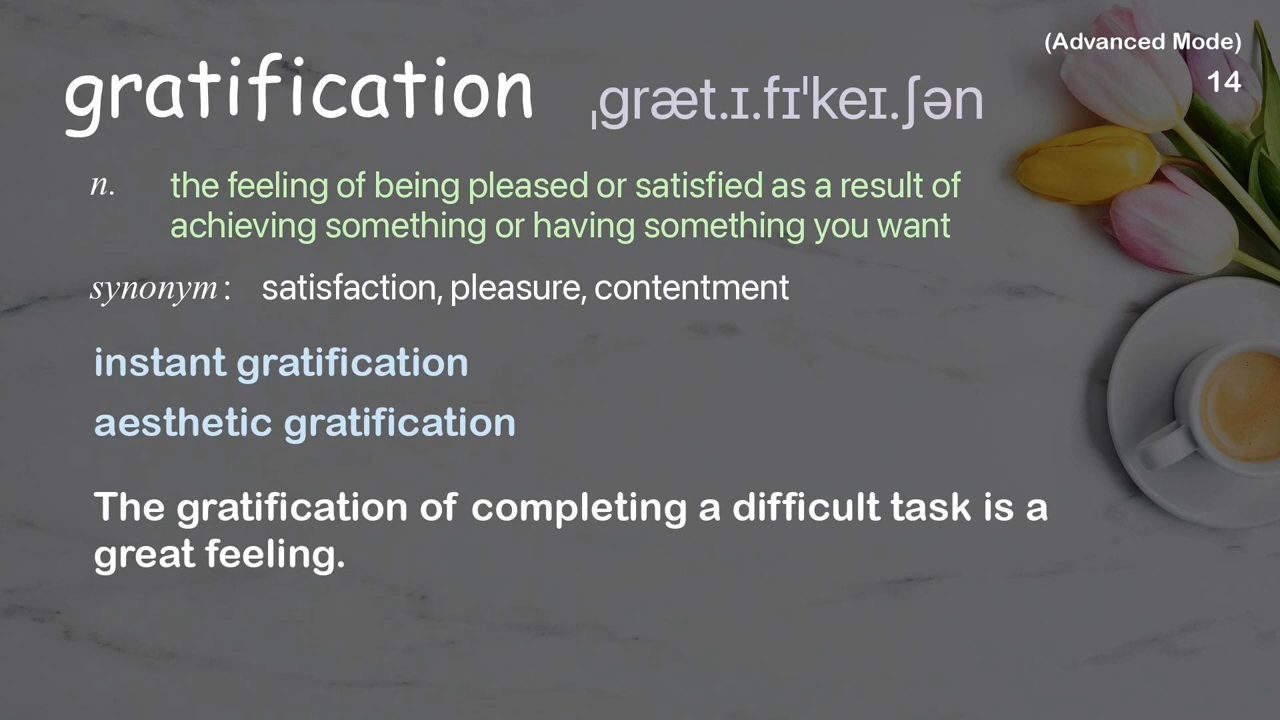 (Advanced Mode)
14
gratification ˌɡræt.ɪ.fɪˈkeɪ.ʃən
n. the feeling of being pleased or satisfied as a result of
achieving something or having something you want
synonym: satisfaction, pleasure, contentment
instant gratification
aesthetic gratification
The gratification of completing a difficult task is a
great feeling.